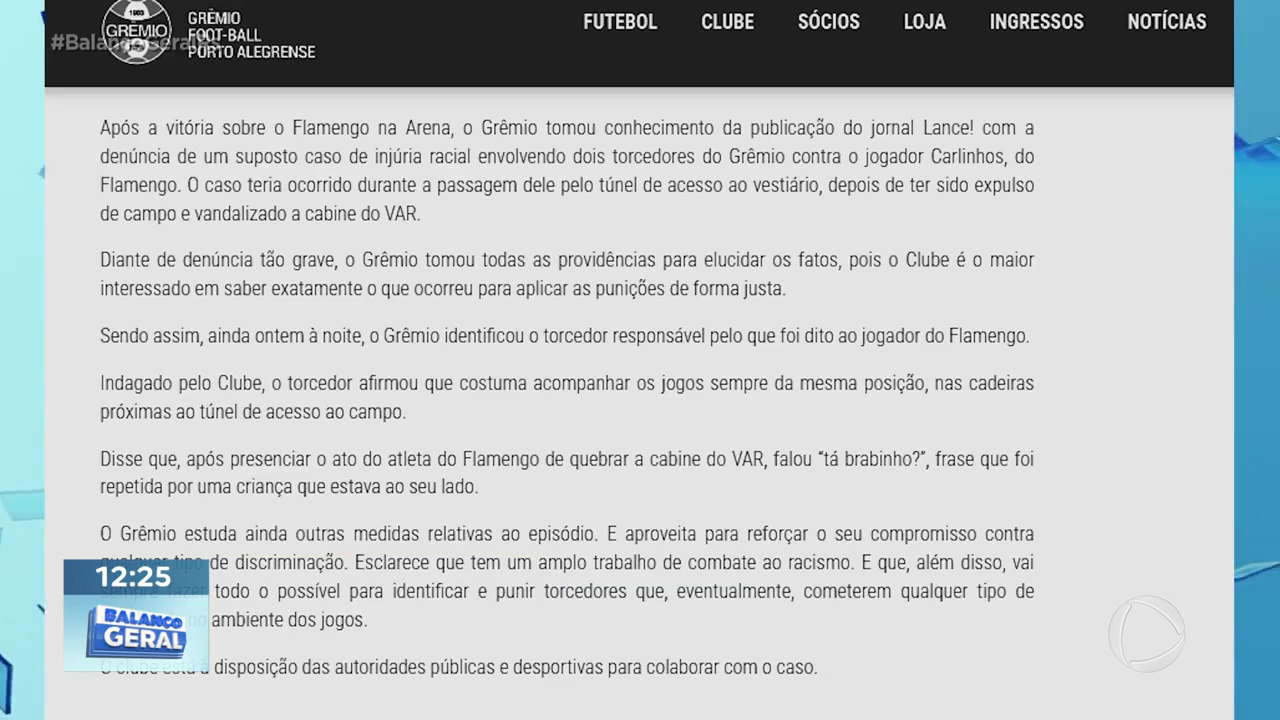 GRÊMIO
FOOT-BALL
PORTO ALEGRENSE
1903
GRÊMIO
#Balanço Geral
FUTEBOL CLUBE SÓCIOS LOJA INGRESSOS NOTÍCIAS
Após a vitória sobre o Flamengo na Arena, o Grêmio tomou conhecimento da publicação do jornal Lance! com a
denúncia de um suposto caso de injúria racial envolvendo dois torcedores do Grêmio contra o jogador Carlinhos, do
Flamengo. O caso teria ocorrido durante a passagem dele pelo túnel de acesso ao vestiário, depois de ter sido expulso
de campo e vandalizado a cabine do VAR.
Diante de denúncia tão grave, o Grêmio tomou todas as providências para elucidar os fatos, pois o Clube é o maior
interessado em saber exatamente o que ocorreu para aplicar as punições de forma justa.
Sendo assim, ainda ontem à noite, o Grêmio identificou o torcedor responsável pelo que foi dito ao jogador do Flamengo.
Indagado pelo Clube, o torcedor afirmou que costuma acompanhar os jogos sempre da mesma posição, nas cadeiras
próximas ao túnel de acesso ao campo.
Disse que, após presenciar o ato do atleta do Flamengo de quebrar a cabine do VAR, falou “tá brabinho?”, frase que foi
repetida por uma criança que estava ao seu lado.
O Grêmio estuda ainda outras medidas relativas ao episódio. E aproveita para reforçar o seu compromisso contra
qualquer tipo de discriminação. Esclarece que tem um amplo trabalho de combate ao racismo. E que, além disso, vai
sempre fazer todo o possível para identificar e punir torcedores que, eventualmente, cometerem qualquer tipo de
no ambiente dos jogos.
O clube está à disposição das autoridades públicas e desportivas para colaborar com o caso.
12:25
BALANÇO
GERAL